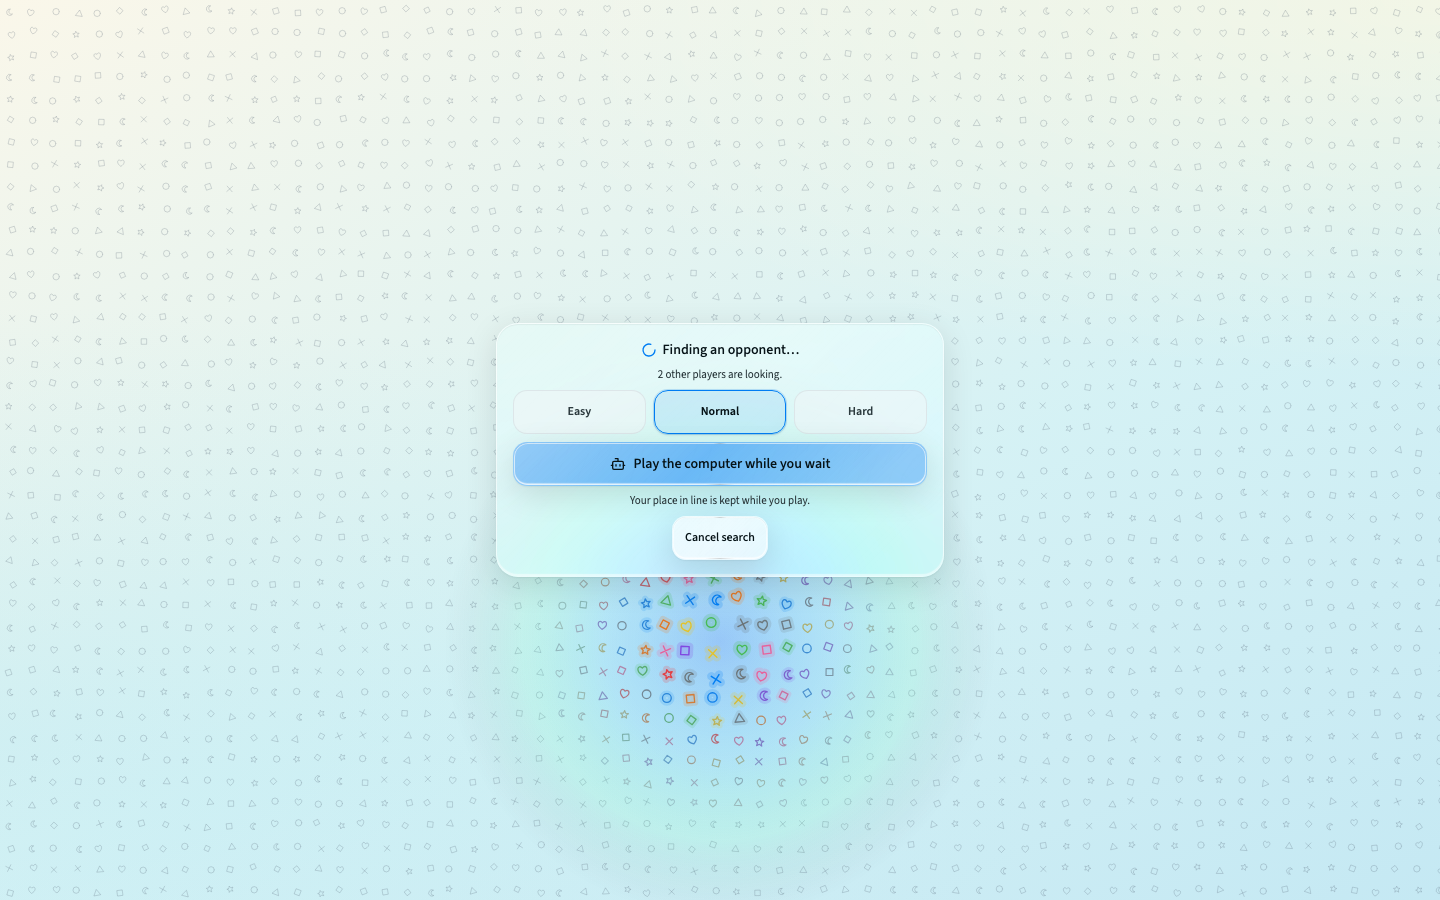 Finding an opponent…
2 other players are looking.
Easy
Normal
Hard
Play the computer while you wait
Your place in line is kept while you play.
Cancel search